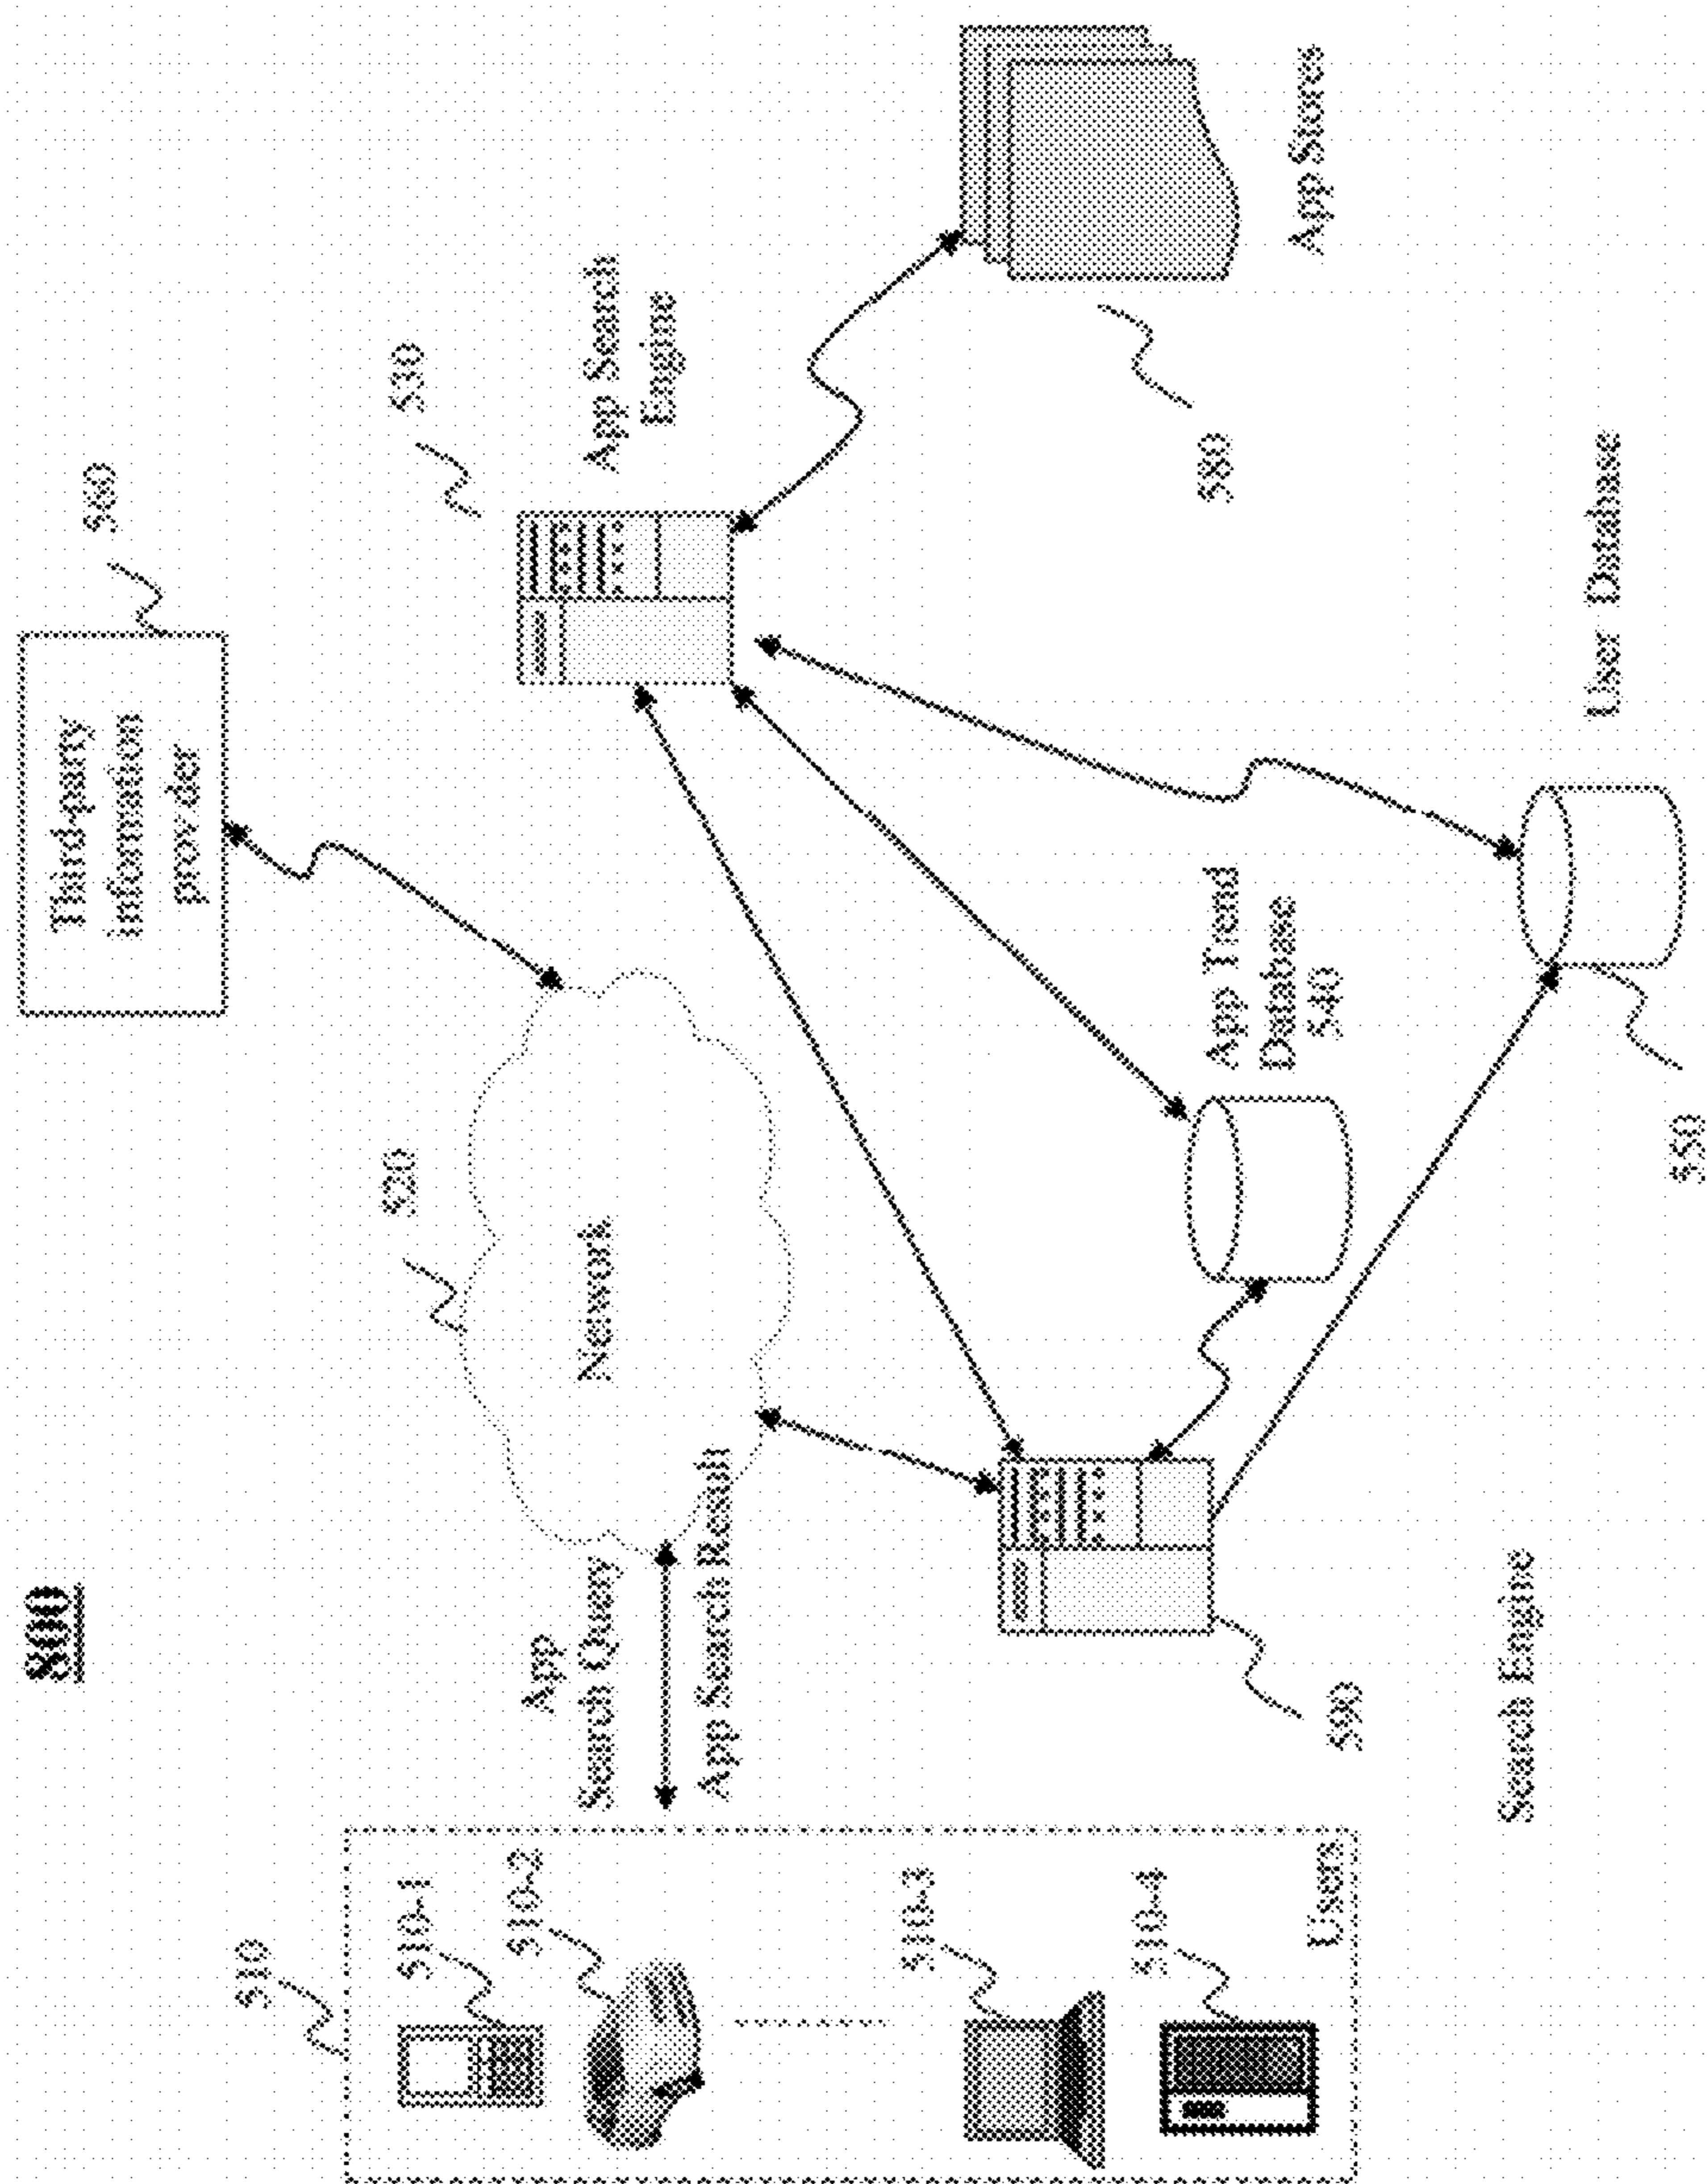 800
Third-party
information
provider
560
510
510-1
510-2
510-3
510-4
Users
App
Search Query
App Search Result
520
Network
530
App Search
Engine
App Trend
Database
540
580
App Stores
590
Search Engine
User Database
550